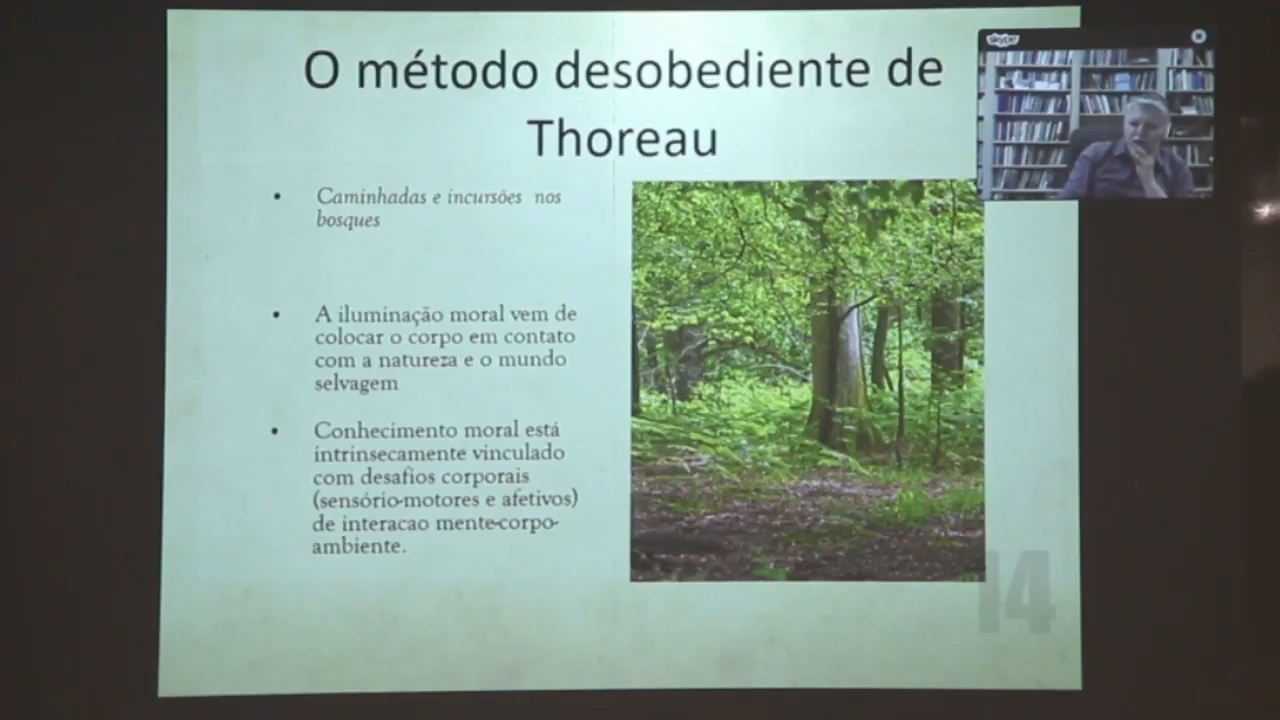 O método desobediente de
Thoreau
skype
• Caminhadas e incursões nos
bosques
• A iluminação moral vem de
colocar o corpo em contato
com a natureza e o mundo
selvagem
• Conhecimento moral está
intrinsecamente vinculado
com desafios corporais
(sensório-motores e afetivos)
de interacao mente-corpo-
ambiente.
14